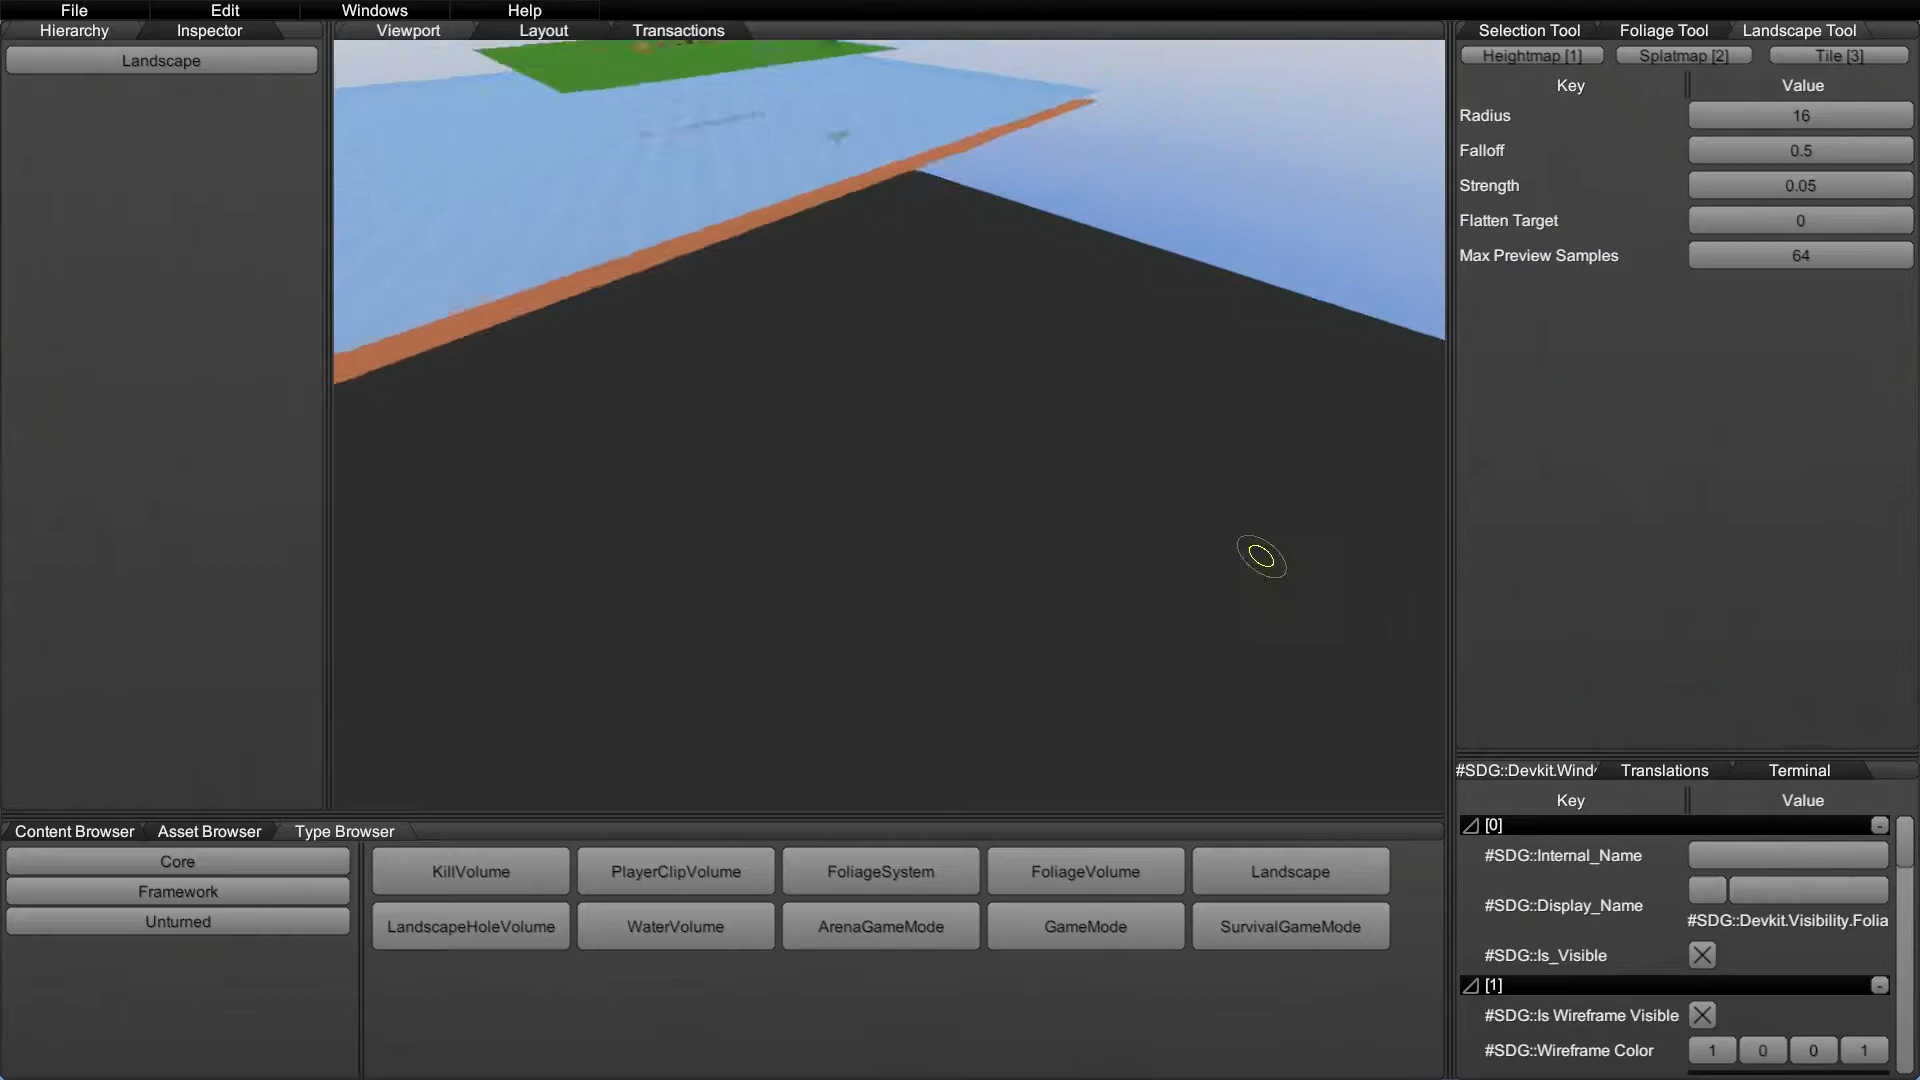 File Edit Windows Help
Hierarchy Inspector
Landscape
Viewport Layout Transactions
Selection Tool Foliage Tool Landscape Tool
Heightmap [1] Splatmap [2] Tile [3]
Key Value
Radius 16
Falloff 0.5
Strength 0.05
Flatten Target 0
Max Preview Samples 64
#SDG::Devkit.Wind Translations Terminal
Key Value
[0] -
#SDG::Internal_Name
#SDG::Display_Name
#SDG::Devkit.Visibility.Folia
#SDG::Is_Visible
[1] -
#SDG::Is Wireframe Visible
#SDG::Wireframe Color 1 0 0 1
Content Browser Asset Browser Type Browser
Core
Framework
Unturned
KillVolume PlayerClipVolume FoliageSystem FoliageVolume Landscape
LandscapeHoleVolume WaterVolume ArenaGameMode GameMode SurvivalGameMode